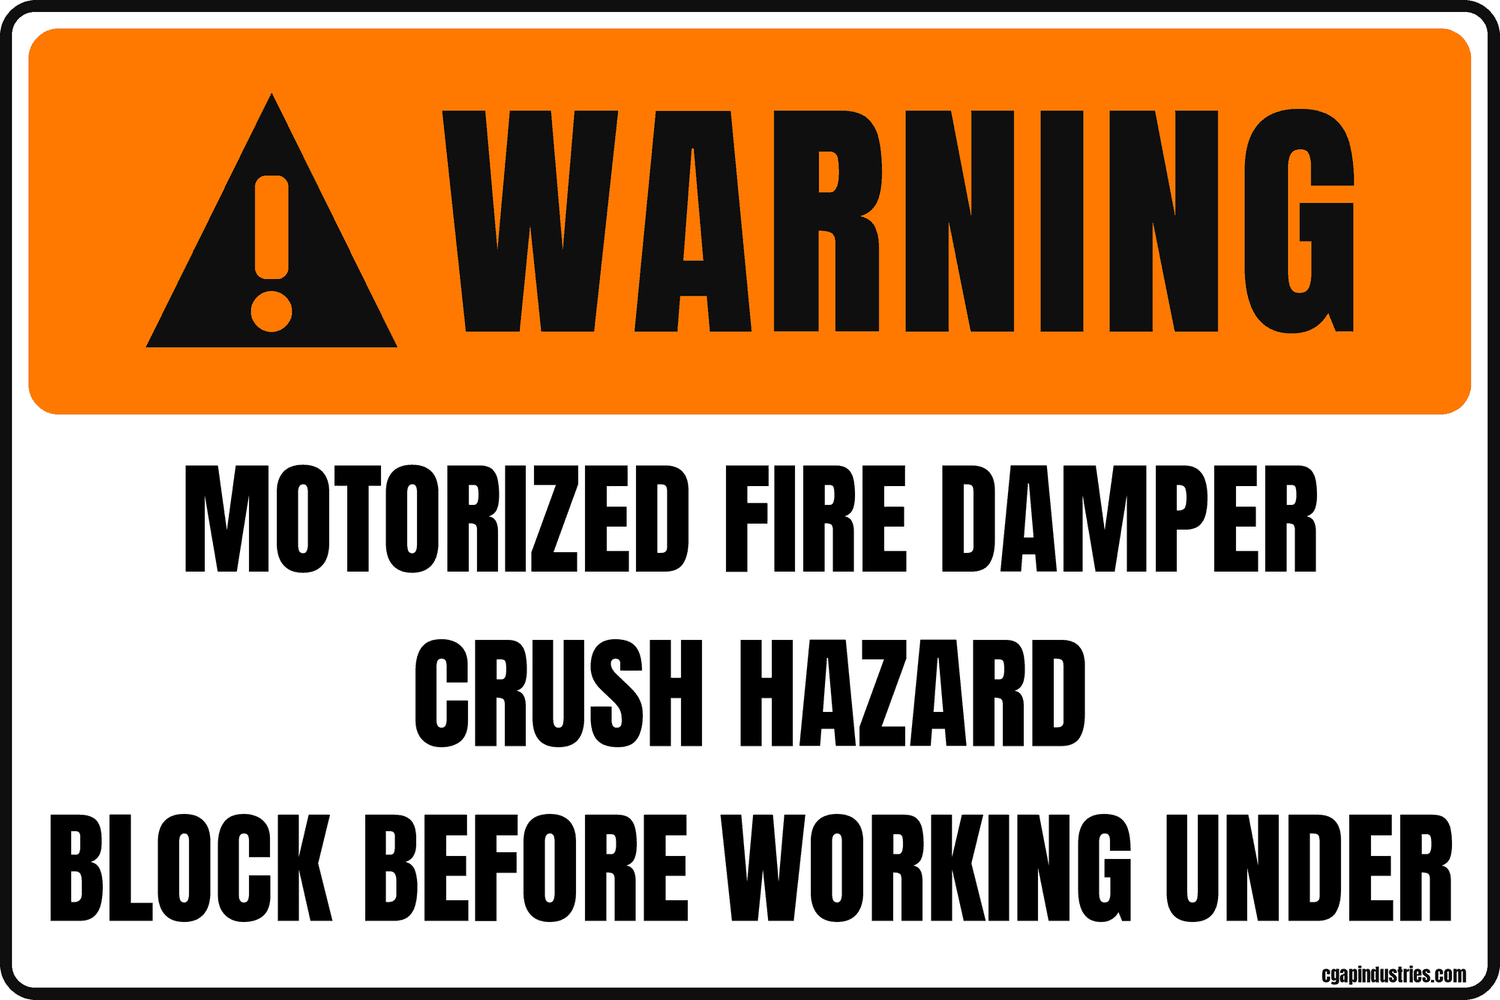 WARNING
MOTORIZED FIRE DAMPER
CRUSH HAZARD
BLOCK BEFORE WORKING UNDER
cgapindustries.com